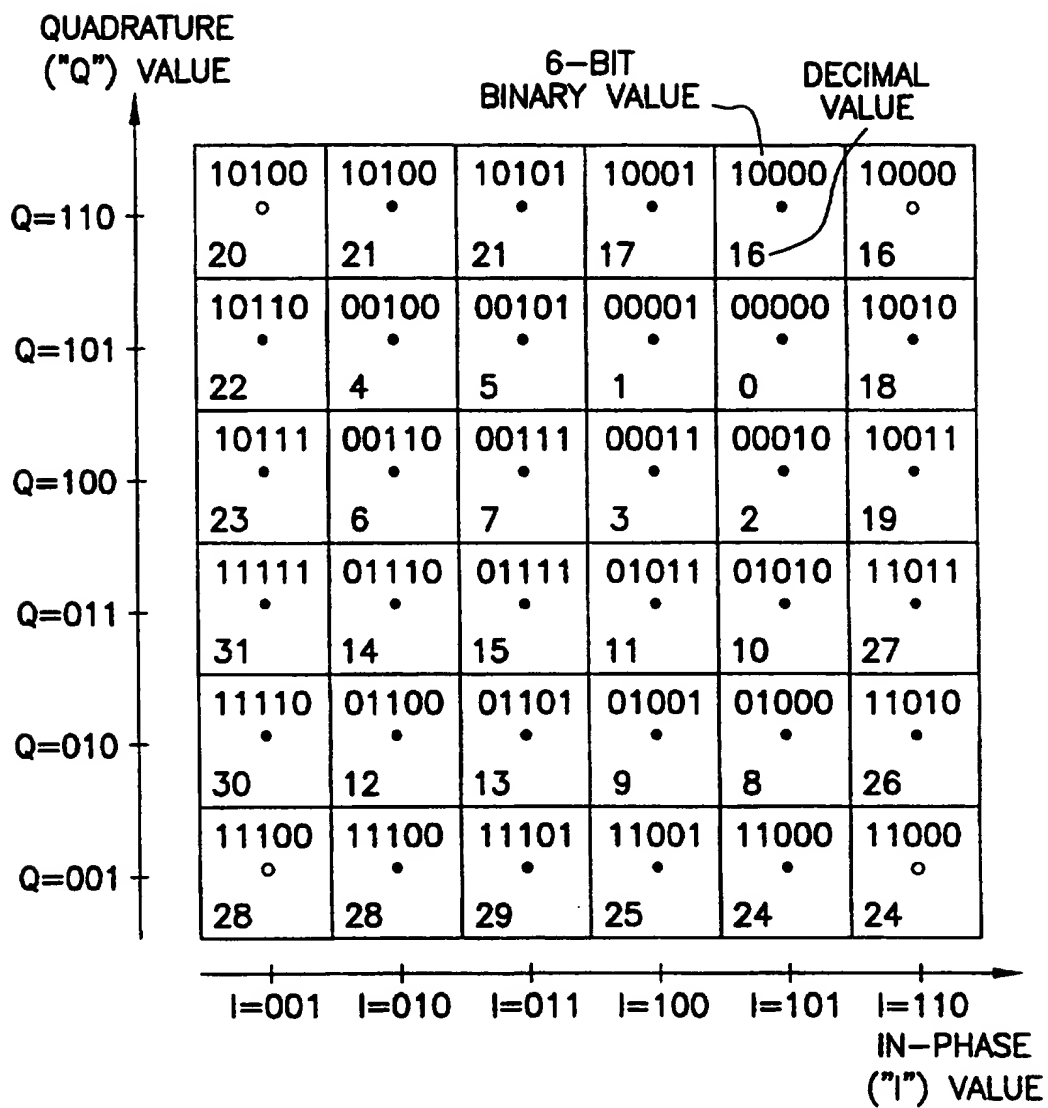 QUADRATURE
("Q") VALUE
6-BIT
BINARY VALUE
DECIMAL
VALUE
10100 10100 10101 10001 10000 10000
Q=110
20 21 21 17 16 16
10110 00100 00101 00001 00000 10010
Q=101
22 4 5 1 0 18
10111 00110 00111 00011 00010 10011
Q=100
23 6 7 3 2 19
11111 01110 01111 01011 01010 11011
Q=011
31 14 15 11 10 27
11110 01100 01101 01001 01000 11010
Q=010
30 12 13 9 8 26
11100 11100 11101 11001 11000 11000
Q=001
28 28 29 25 24 24
I=001 I=010 I=011 I=100 I=101 I=110
IN-PHASE
("I") VALUE